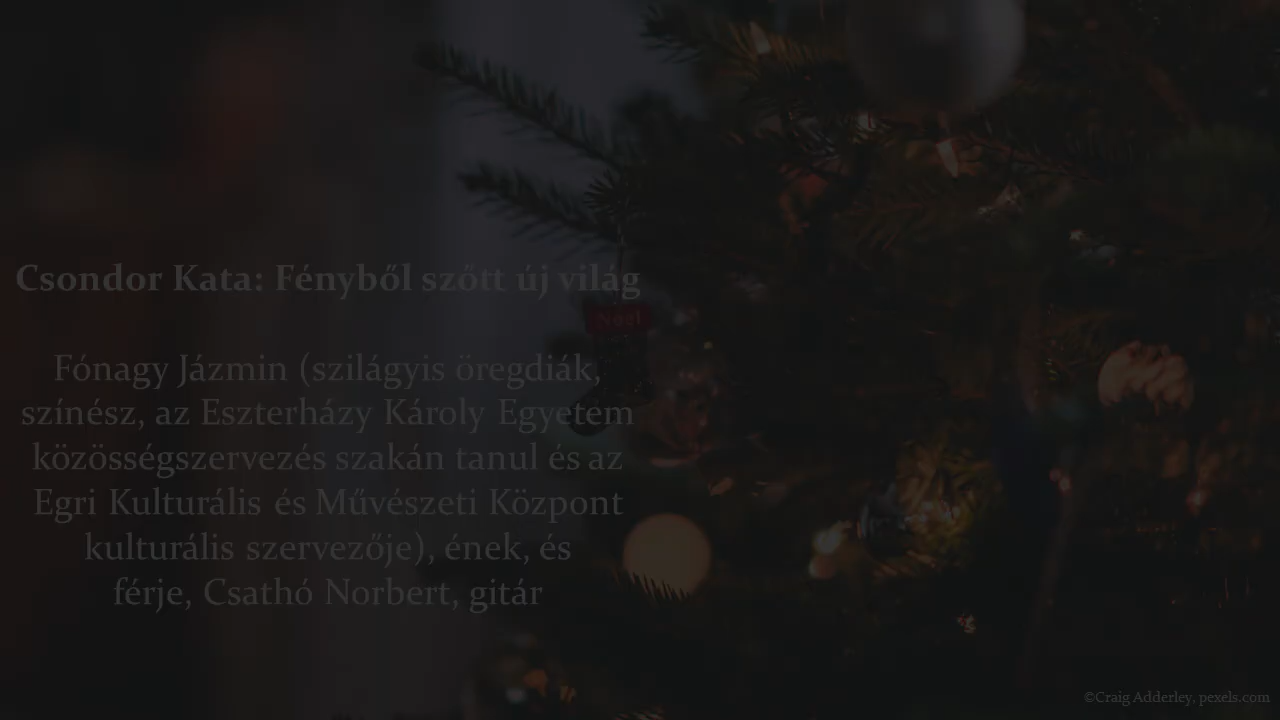 Csondor Kata: Fényből szőtt új világ
Noel
Fónagy Jázmin (szilágyis öregdiák,
színész, az Eszterházy Károly Egyetem
közösségszervezés szakán tanul és az
Egri Kulturális és Művészeti Központ
kulturális szervezője), ének, és
férje, Csathó Norbert, gitár
©Craig Adderley, pexels.com